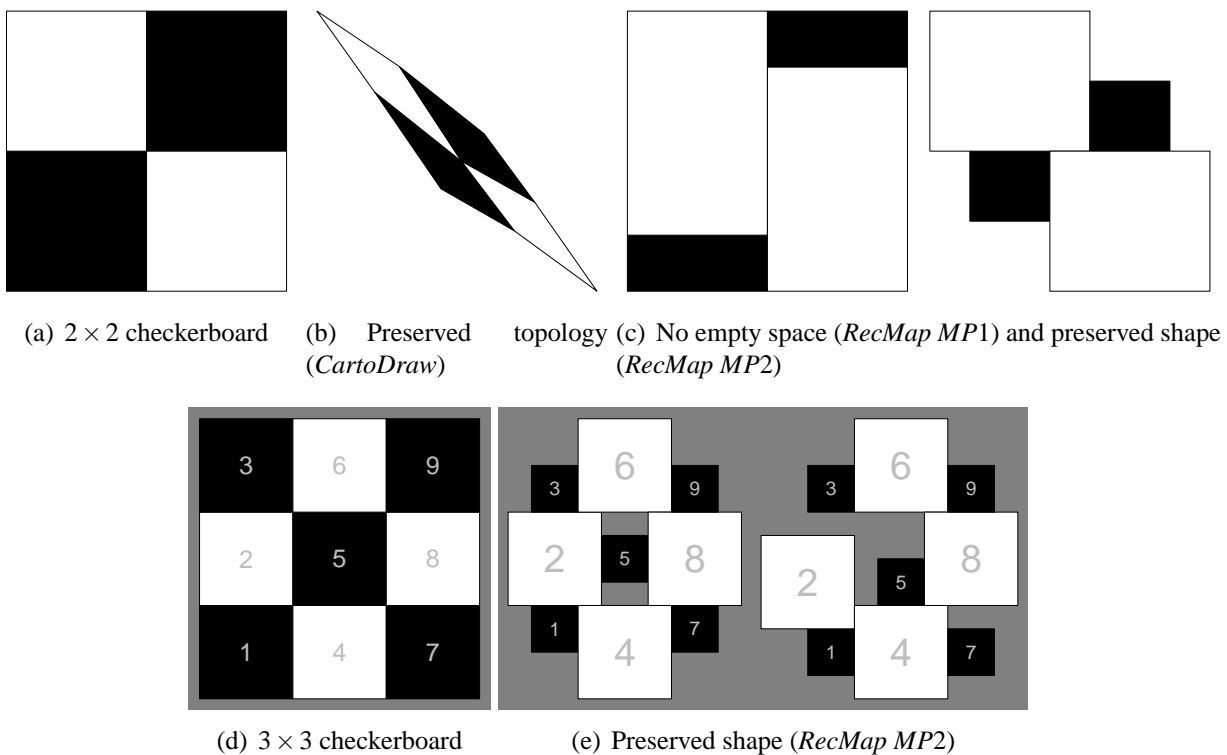 (a) 2 × 2 checkerboard
(b) Preserved topology
(CartoDraw)
(c) No empty space (RecMap MP1) and preserved shape
(RecMap MP2)
3 6 9
2 5 8
1 4 7
6
3 9
2 5 8
1 7
4
6
3 9
8
2 5
1 4 7
(d) 3 × 3 checkerboard
(e) Preserved shape (RecMap MP2)